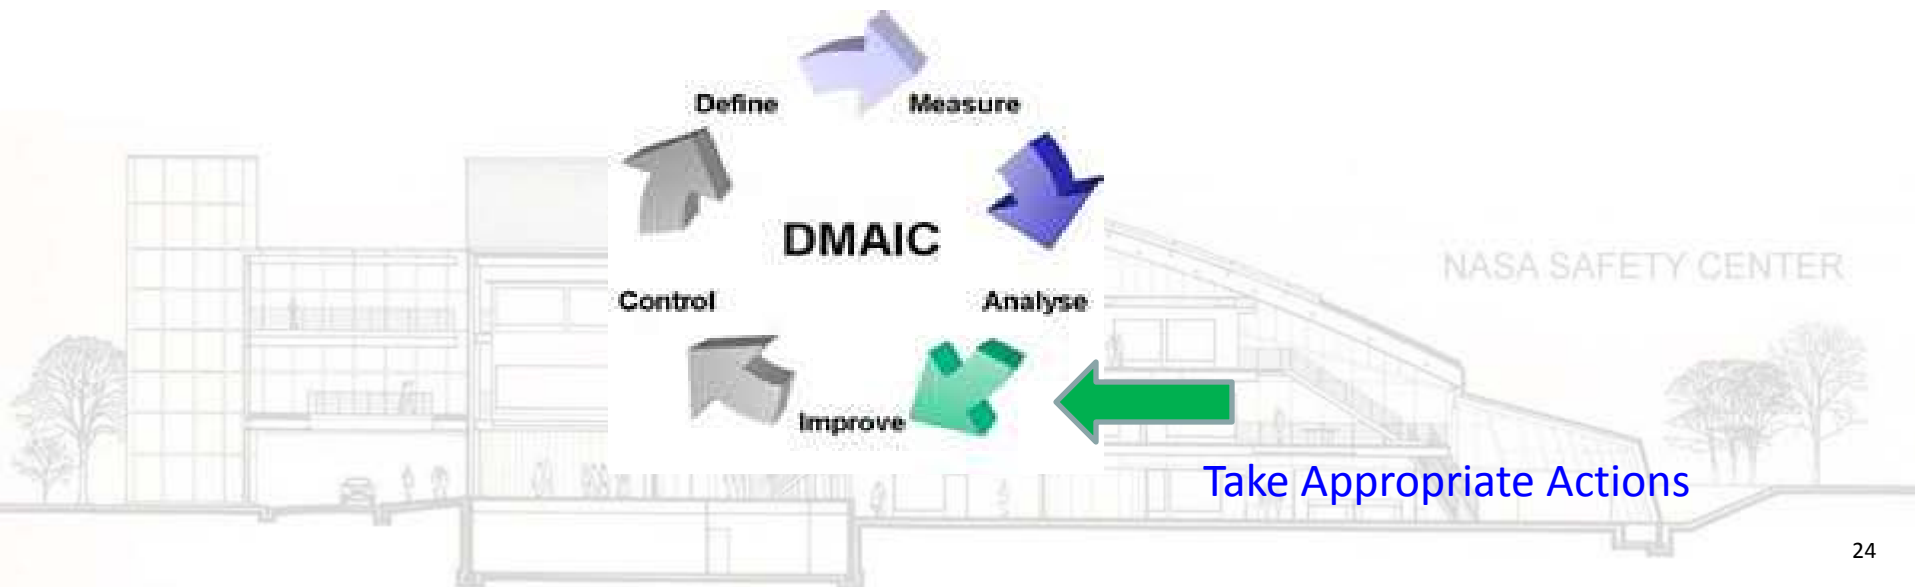 Define
Measure
DMAIC
NASA SAFETY CENTER
Control
Analyse
Improve
Take Appropriate Actions
24